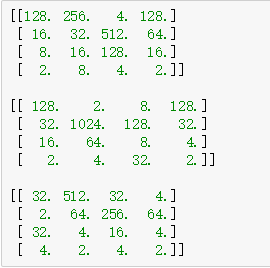 [[128. 256. 4. 128.]
[ 16. 32. 512. 64.]
[ 8. 16. 128. 16.]
[ 2. 8. 4. 2.]]
[[ 128. 2. 8. 128.]
[ 32. 1024. 128. 32.]
[ 16. 64. 8. 4.]
[ 2. 4. 32. 2.]]
[[ 32. 512. 32. 4.]
[ 2. 64. 256. 64.]
[ 32. 4. 16. 4.]
[ 4. 2. 4. 2.]]